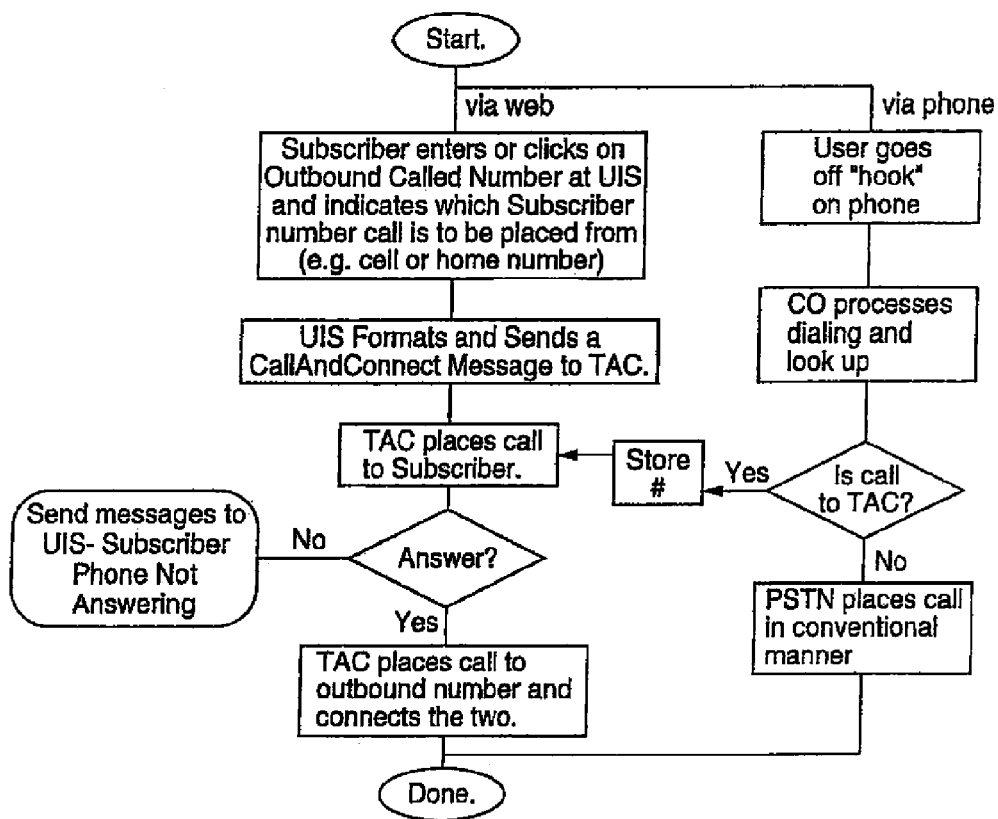 Start.
via web
via phone
Subscriber enters or clicks on
Outbound Called Number at UIS
and indicates which Subscriber
number call is to be placed from
(e.g. cell or home number)
User goes
off "hook"
on phone
UIS Formats and Sends a
CallAndConnect Message to TAC.
CO processes
dialing and
look up
TAC places call
to Subscriber.
Store
#
Yes
Is call
to TAC?
Send messages to
UIS- Subscriber
Phone Not
Answering
No
Answer?
No
Yes
PSTN places call
in conventional
manner
TAC places call to
outbound number and
connects the two.
Done.